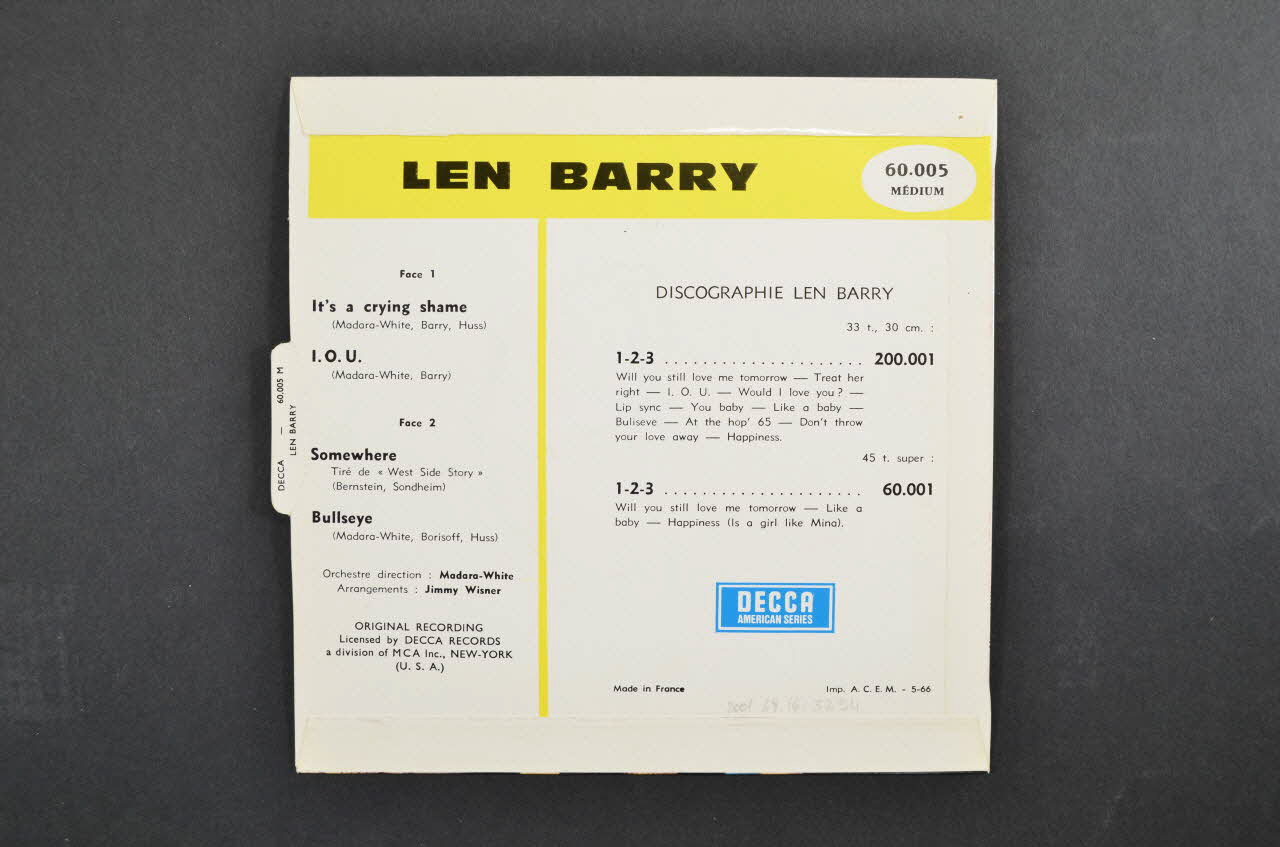 LEN BARRY
60.005
MÉDIUM
DECCA — 60.005 M
LEN BARRY
Face 1
It's a crying shame
(Madara-White, Barry, Huss)
I. O. U.
(Madara-White, Barry)
Face 2
Somewhere
Tiré de « West Side Story »
(Bernstein, Sondheim)
Bullseye
(Madara-White, Borisoff, Huss)
Orchestre direction : Madara-White
Arrangements : Jimmy Wisner
ORIGINAL RECORDING
Licensed by DECCA RECORDS
a division of MCA Inc., NEW-YORK
(U. S. A.)
DISCOGRAPHIE LEN BARRY
33 t., 30 cm. :
1-2-3 . . . . . . . . . . . . . . . . . . . . . 200.001
Will you still love me tomorrow — Treat her
right — I. O. U. — Would I love you ? —
Lip sync — You baby — Like a baby —
Buliseye — At the hop' 65 — Don't throw
your love away — Happiness.
45 t. super :
1-2-3 . . . . . . . . . . . . . . . . . . . . . 60.001
Will you still love me tomorrow — Like a
baby — Happiness (Is a girl like Mina).
DECCA
AMERICAN SERIES
Made in France
Imp. A. C. E. M. - 5-66